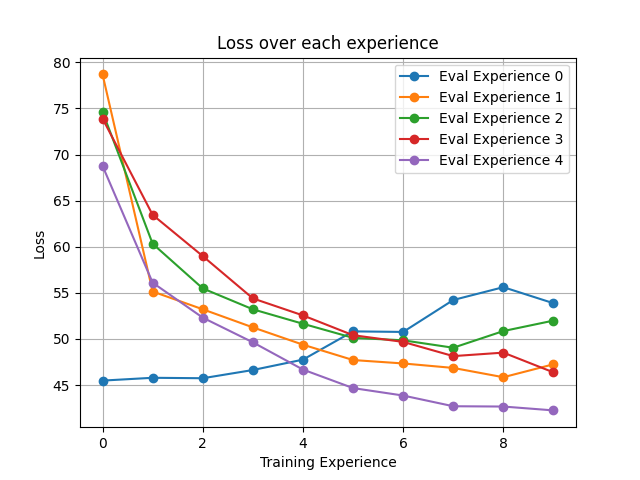 Loss over each experience
80
75
70
65
60
55
50
45
Loss
0
2
4
6
8
Training Experience
Eval Experience 0
Eval Experience 1
Eval Experience 2
Eval Experience 3
Eval Experience 4